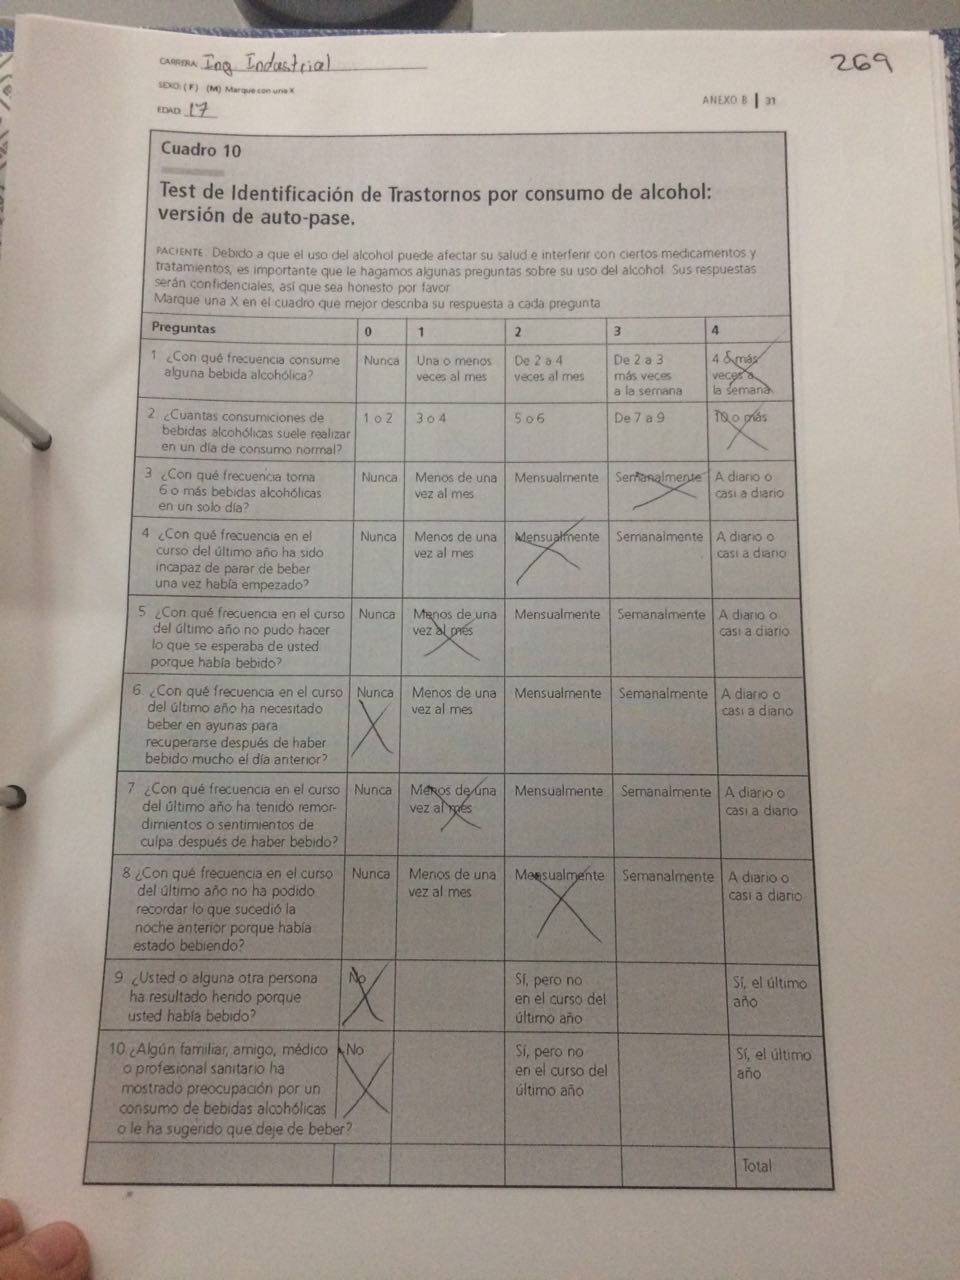 CARRERA: Ing Industrial
269
SEXO: (F) (M) Marque con una X
ANEXO B | 31
EDAD: 17
Cuadro 10
Test de Identificación de Trastornos por consumo de alcohol:
versión de auto-pase.
PACIENTE: Debido a que el uso del alcohol puede afectar su salud e interferir con ciertos medicamentos y
tratamientos, es importante que le hagamos algunas preguntas sobre su uso del alcohol. Sus respuestas
serán confidenciales, así que sea honesto por favor
Marque una X en el cuadro que mejor describa su respuesta a cada pregunta
Preguntas 0 1 2 3 4
1 ¿Con qué frecuencia consume Nunca Una o menos De 2 a 4 De 2 a 3 4 ó más
alguna bebida alcohólica? veces al mes veces al mes más veces veces a
a la semana la semana
2. ¿Cuantas consumiciones de 1 o 2 3 o 4 5 o 6 De 7 a 9 10 o más
bebidas alcohólicas suele realizar
en un día de consumo normal?
3 ¿Con qué frecuencia toma Nunca Menos de una Mensualmente Semanalmente A diario o
6 o más bebidas alcohólicas vez al mes casi a diario
en un solo día?
4 ¿Con qué frecuencia en el Nunca Menos de una Mensualmente Semanalmente A diario o
curso del último año ha sido vez al mes casi a diario
incapaz de parar de beber
una vez había empezado?
5 ¿Con qué frecuencia en el curso Nunca Menos de una Mensualmente Semanalmente A diario o
del último año no pudo hacer vez al mes casi a diario
lo que se esperaba de usted
porque había bebido?
6. ¿Con qué frecuencia en el curso Nunca Menos de una Mensualmente Semanalmente A diario o
del último año ha necesitado vez al mes casi a diario
beber en ayunas para
recuperarse después de haber
bebido mucho el día anterior?
7 ¿Con qué frecuencia en el curso Nunca Menos de una Mensualmente Semanalmente A diario o
del último año ha tenido remor- vez al mes casi a diario
dimientos o sentimientos de
culpa después de haber bebido?
8 ¿Con qué frecuencia en el curso Nunca Menos de una Mensualmente Semanalmente A diario o
del último año no ha podido vez al mes casi a diario
recordar lo que sucedió la
noche anterior porque había
estado bebiendo?
9. ¿Usted o alguna otra persona No Sí, pero no Sí, el último
ha resultado herido porque en el curso del año
usted había bebido? último año
10 ¿Algún familiar, amigo, médico No Sí, pero no Sí, el último
o profesional sanitario ha en el curso del año
mostrado preocupación por un último año
consumo de bebidas alcohólicas
o le ha sugerido que deje de beber?
Total